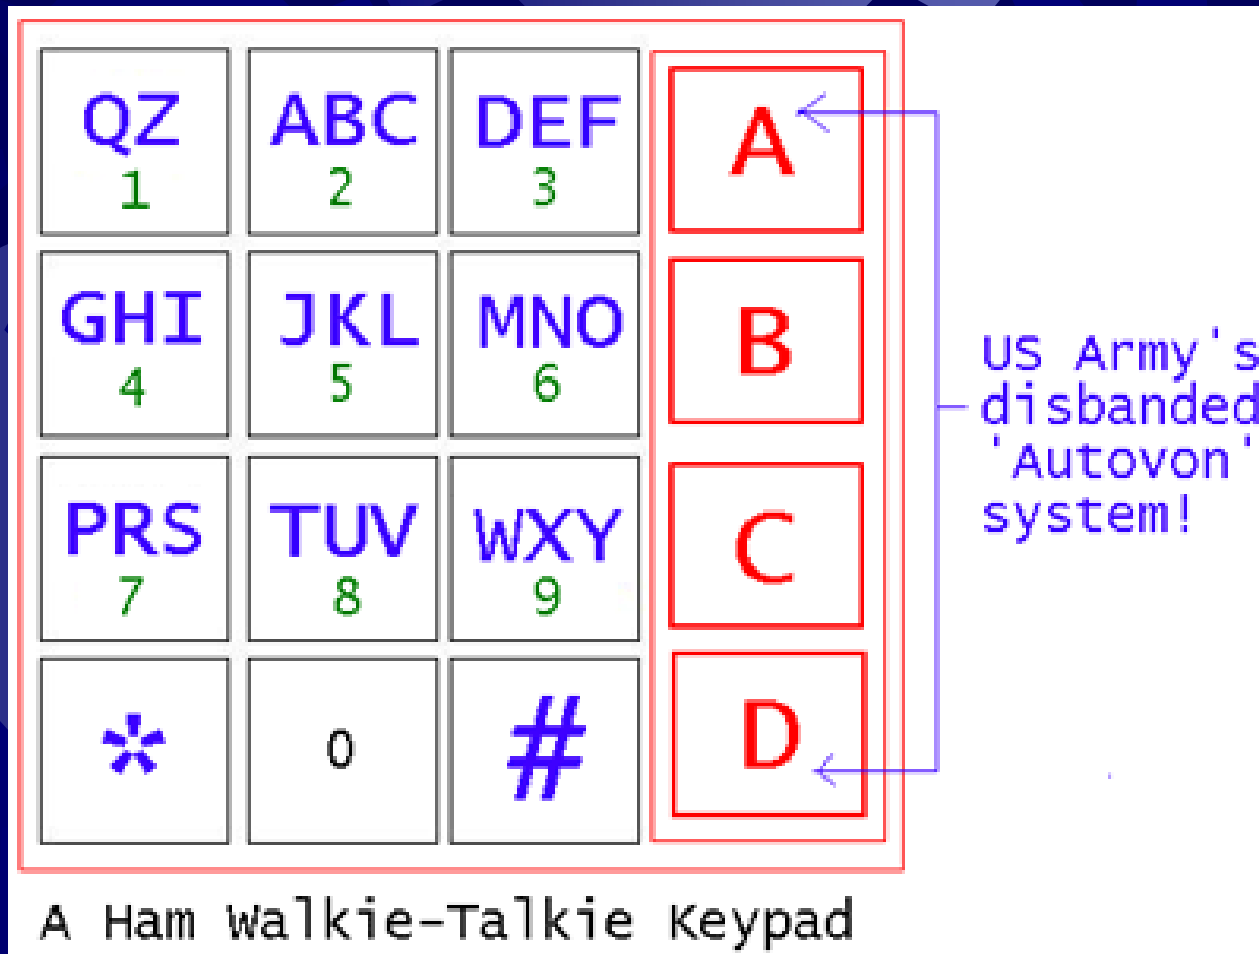 QZ ABC DEF A
1 2 3
GHI JKL MNO B
4 5 6
PRS TUV WXY C
7 8 9
* 0 # D
US Army's
disbanded
'Autovon'
system!
A Ham Walkie-Talkie Keypad